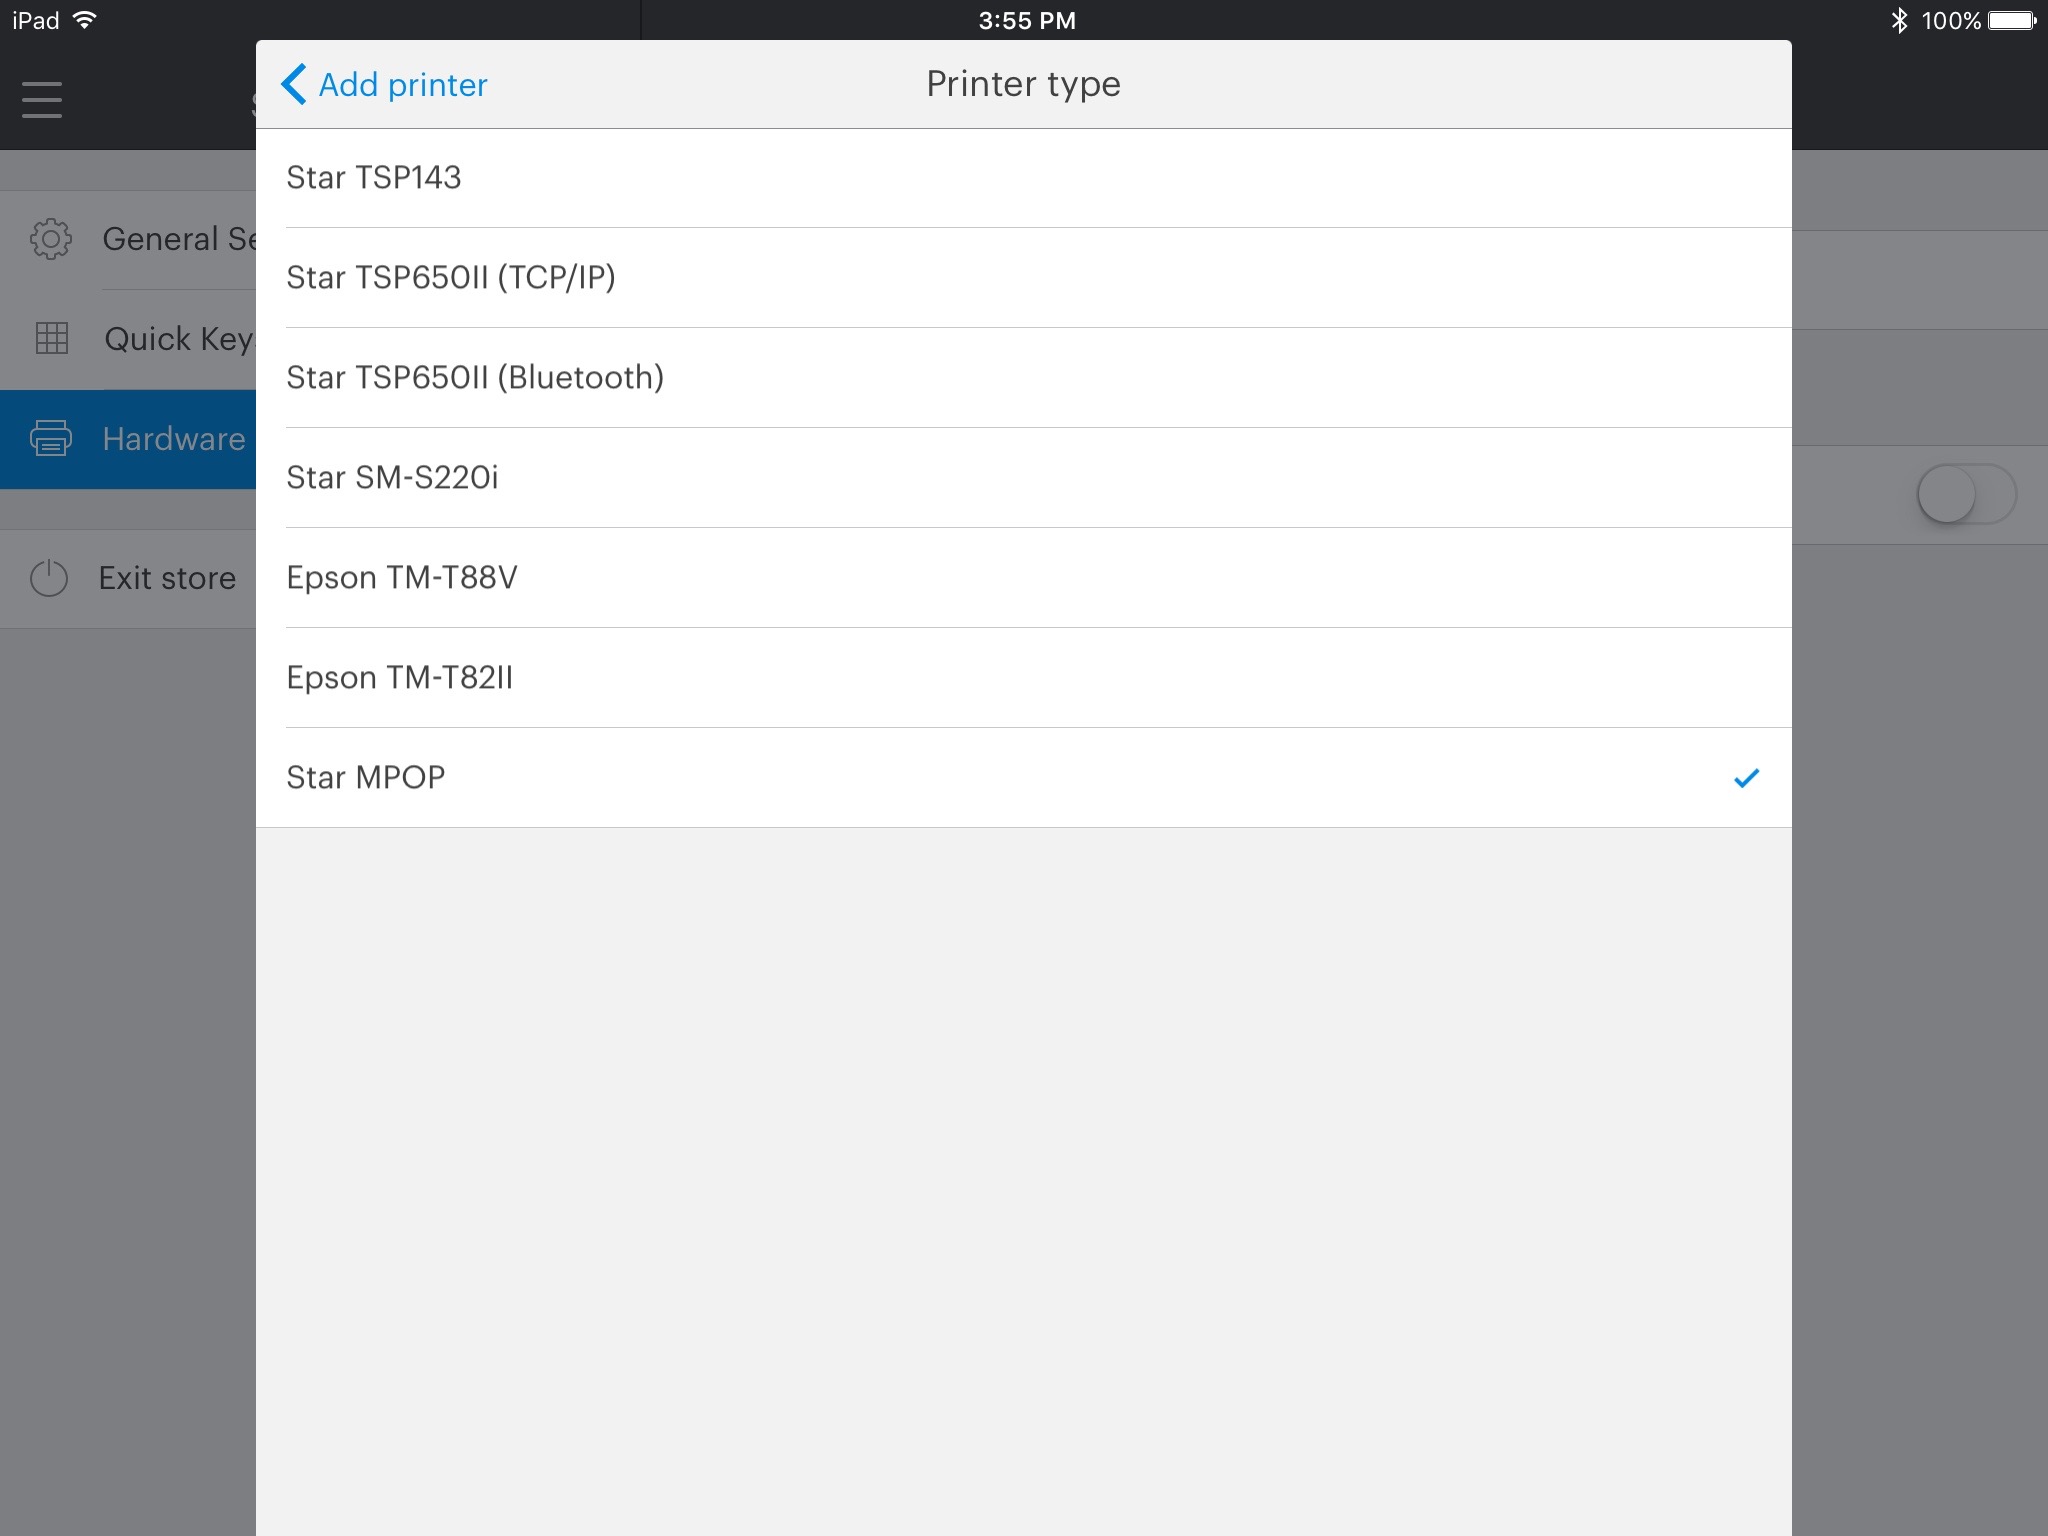 iPad
3:55 PM
100%
Add printer
Printer type
Star TSP143
Star TSP650II (TCP/IP)
Star TSP650II (Bluetooth)
Star SM-S220i
Epson TM-T88V
Epson TM-T82II
Star MPOP
General Se
Quick Key
Hardware
Exit store